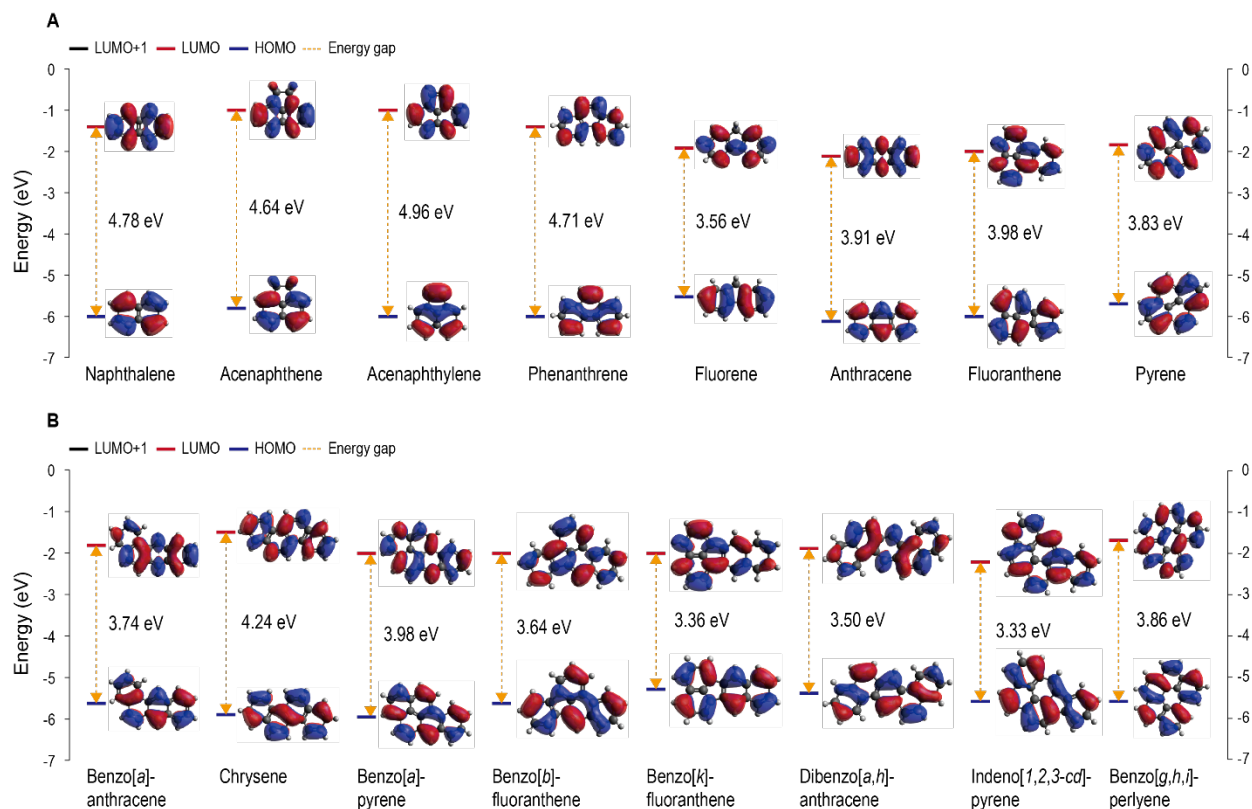 A
LUMO+1 LUMO HOMO Energy gap
Energy (eV)
0 0
-1 -1
-2 -2
-3 -3
-4 -4
-5 -5
-6 -6
-7 -7
4.78 eV 4.64 eV 4.96 eV 4.71 eV 3.56 eV 3.91 eV 3.98 eV 3.83 eV
Naphthalene Acenaphthene Acenaphthylene Phenanthrene Fluorene Anthracene Fluoranthene Pyrene
B
LUMO+1 LUMO HOMO Energy gap
Energy (eV)
0 0
-1 -1
-2 -2
-3 -3
-4 -4
-5 -5
-6 -6
-7 -7
3.74 eV 4.24 eV 3.98 eV 3.64 eV 3.36 eV 3.50 eV 3.33 eV 3.86 eV
Benzo[a]- Chrysene Benzo[a]- Benzo[b]- Benzo[k]- Dibenzo[a,h]- Indeno[1,2,3-cd]- Benzo[g,h,i]-
anthracene pyrene fluoranthene fluoranthene anthracene pyrene perlyene